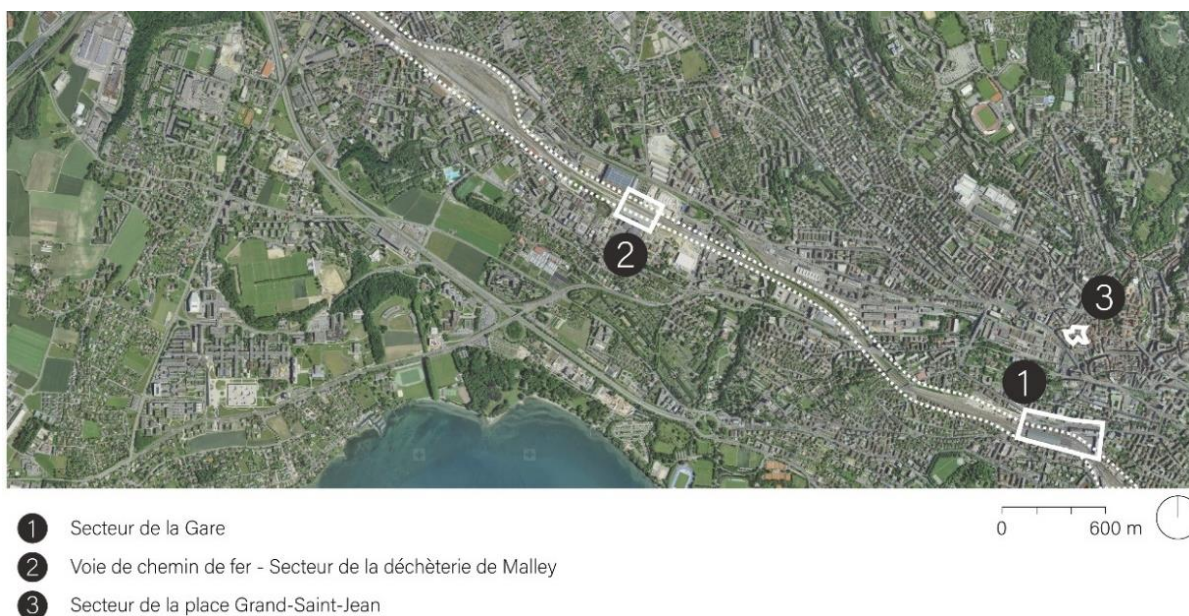 3
2
1
1 Secteur de la Gare
0 600 m
2 Voie de chemin de fer - Secteur de la déchèterie de Malley
3 Secteur de la place Grand-Saint-Jean